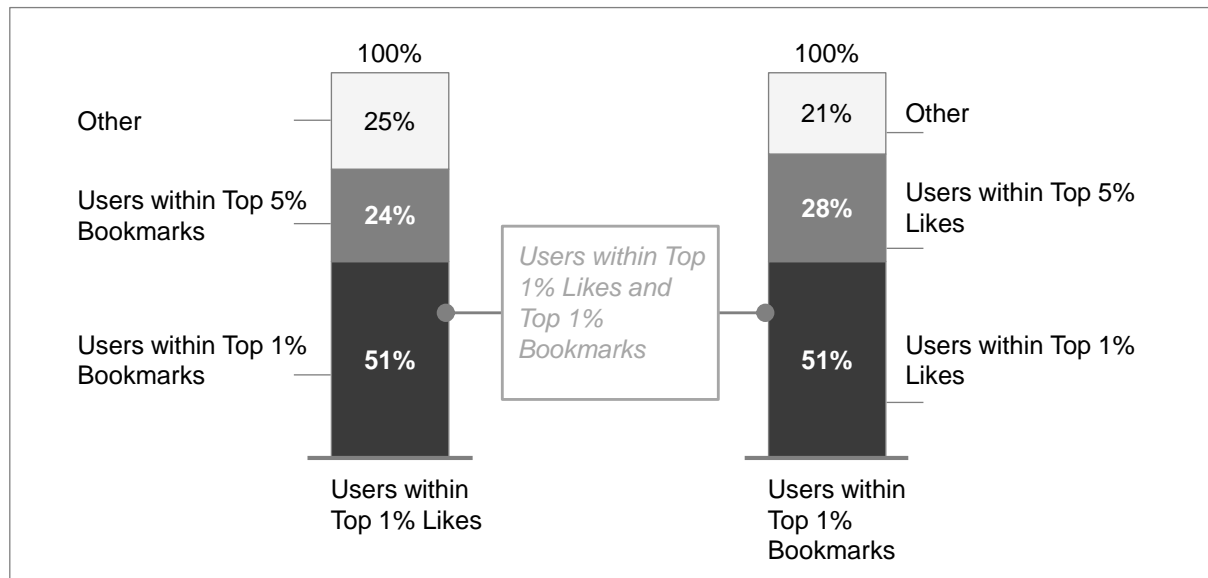 100%
Other
25%
Users within Top 5%
Bookmarks
24%
Users within Top 1%
Bookmarks
51%
Users within
Top 1% Likes
Users within Top
1% Likes and
Top 1%
Bookmarks
100%
21%
Other
28%
Users within Top 5%
Likes
51%
Users within Top 1%
Likes
Users within
Top 1%
Bookmarks